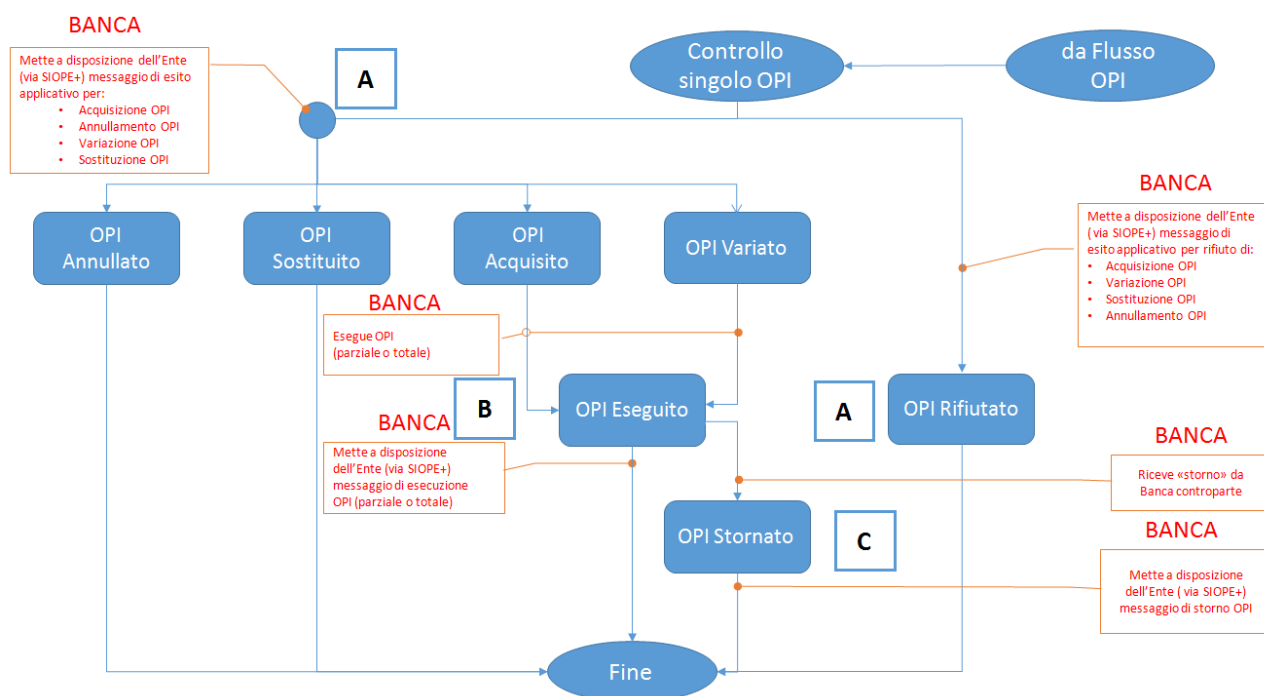 BANCA
Mette a disposizione dell'Ente
(via SIOPE+) messaggio di esito
applicativo per:
• Acquisizione OPI
• Annullamento OPI
• Variazione OPI
• Sostituzione OPI
A
Controllo
singolo OPI
da Flusso
OPI
BANCA
Mette a disposizione dell'Ente
( via SIOPE+) messaggio di
esito applicativo per rifiuto di:
• Acquisizione OPI
• Variazione OPI
• Sostituzione OPI
• Annullamento OPI
OPI
Annullato
OPI
Sostituito
OPI
Acquisito
OPI Variato
BANCA
Esegue OPI
(parziale o totale)
B
OPI Eseguito
A
OPI Rifiutato
BANCA
Mette a disposizione
dell'Ente (via SIOPE+)
messaggio di esecuzione
OPI (parziale o totale)
BANCA
Riceve «storno» da
Banca controparte
OPI Stornato
C
BANCA
Mette a disposizione
dell'Ente ( via SIOPE+)
messaggio di storno OPI
Fine